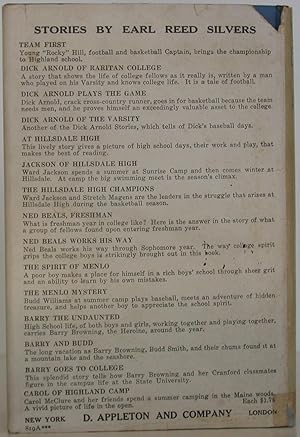 STORIES BY EARL REED SILVERS
TEAM FIRST
Young "Rocky" Hill, football and basketball Captain, brings the championship
to Highland school.
DICK ARNOLD OF RARITAN COLLEGE
A story that shows the life of college fellows as it really is, written by a man
who played on his Varsity and knows college life. It is a tale of football.
DICK ARNOLD PLAYS THE GAME
Dick Arnold, crack cross-country runner, goes in for basketball because the team
needs men, and he proves himself an exceedingly valuable asset to the college.
DICK ARNOLD OF THE VARSITY
Another of the Dick Arnold Stories, which tells of Dick's baseball days.
AT HILLSDALE HIGH
This lively story gives a picture of high school days, their work and play, that
makes the best of reading.
JACKSON OF HILLSDALE HIGH
Ward Jackson spends a summer at Sunrise Camp and then comes winter at
Hillsdale. At camp the big swimming meet is the season's climax.
THE HILLSDALE HIGH CHAMPIONS
Ward Jackson and Stretch Magens are the leaders in the struggle that arises at
Hillsdale High during the basketball season.
NED BEALS, FRESHMAN
What is freshman year in college like? Here is the answer in the story of what
a group of fellows found upon entering freshman year.
NED BEALS WORKS HIS WAY
Ned Beals works his way through Sophomore year. The way college spirit
grips the college boys is strikingly brought out in this book.
THE SPIRIT OF MENLO
A poor boy makes a place for himself in a rich boys' school through sheer grit
and an ability to learn by his own mistakes.
THE MENLO MYSTERY
Budd Williams at summer camp plays baseball, meets an adventure of hidden
treasure, and helps another boy to appreciate the school spirit.
BARRY THE UNDAUNTED
High School life, of both boys and girls, working together and playing together,
carries Barry Browning, the Heroine, around the year.
BARRY AND BUDD
The long vacation as Barry Browning, Budd Smith, and their chums found it at
a mountain lake and the seashore.
BARRY GOES TO COLLEGE
This splendid story tells how Barry Browning and her Cranford classmates
figure in the campus life at the State University.
CAROL OF HIGHLAND CAMP
Carol McClure and her friends spend a summer camping in the Maine woods.
A vivid picture of life in the open. Each $1.75
NEW YORK D. APPLETON AND COMPANY LONDON
819A***